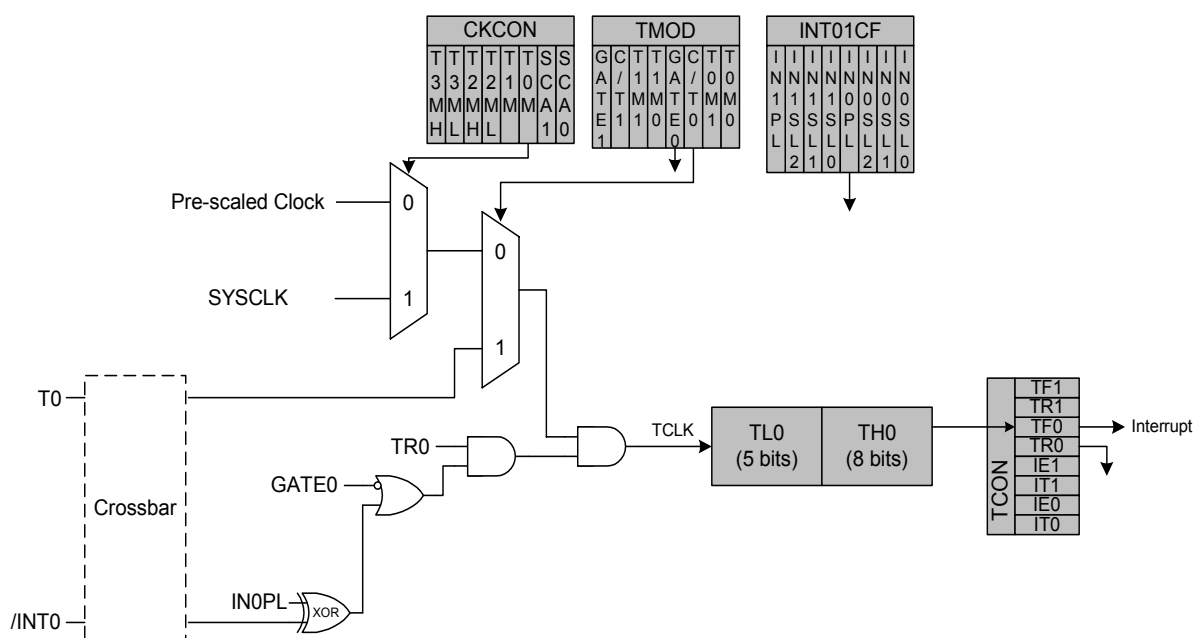 CKCON
T3MH
T3ML
T2MH
T2ML
T1M
T0M
SCA1
SCA0
TMOD
GATE1
C/T1
T1M1
T1M0
GATE0
C/T0
T0M1
T0M0
INT01CF
IN1PL
IN1SL2
IN1SL1
IN1SL0
IN0PL
IN0SL2
IN0SL1
IN0SL0
Pre-scaled Clock
0
SYSCLK
1
0
1
T0
Crossbar
/INT0
TR0
GATE0
IN0PL
XOR
TCLK
TL0
(5 bits)
TH0
(8 bits)
TCON
TF1
TR1
TF0
TR0
IE1
IT1
IE0
IT0
Interrupt